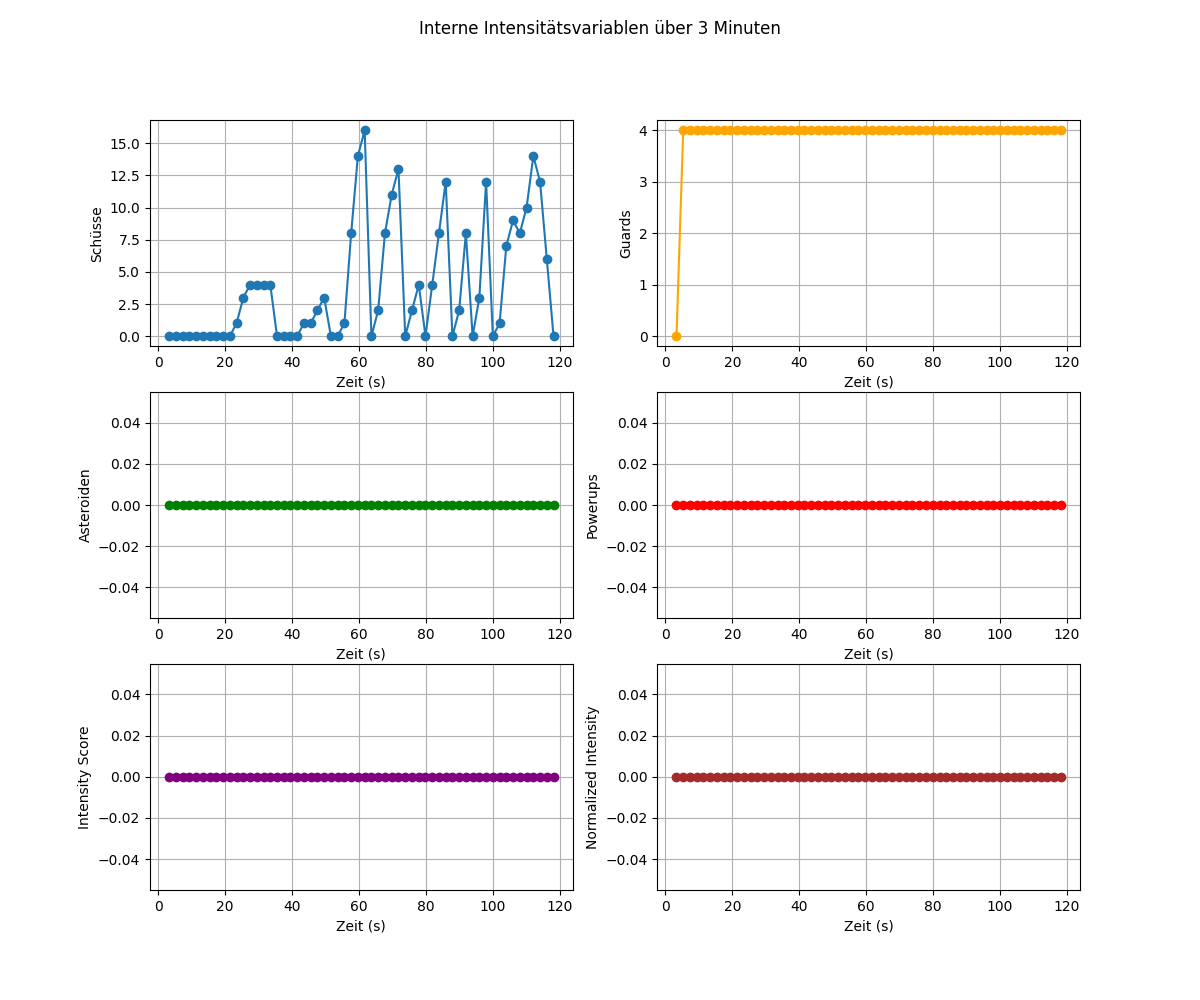 Interne Intensitätsvariablen über 3 Minuten
15.0
12.5
10.0
7.5
5.0
2.5
0.0
Schüsse
0 20 40 60 80 100 120
Zeit (s)
4
3
2
1
0
Guards
0 20 40 60 80 100 120
Zeit (s)
0.04
0.02
0.00
−0.02
−0.04
Asteroiden
0 20 40 60 80 100 120
Zeit (s)
0.04
0.02
0.00
−0.02
−0.04
Powerups
0 20 40 60 80 100 120
Zeit (s)
0.04
0.02
0.00
−0.02
−0.04
Intensity Score
0 20 40 60 80 100 120
Zeit (s)
0.04
0.02
0.00
−0.02
−0.04
Normalized Intensity
0 20 40 60 80 100 120
Zeit (s)